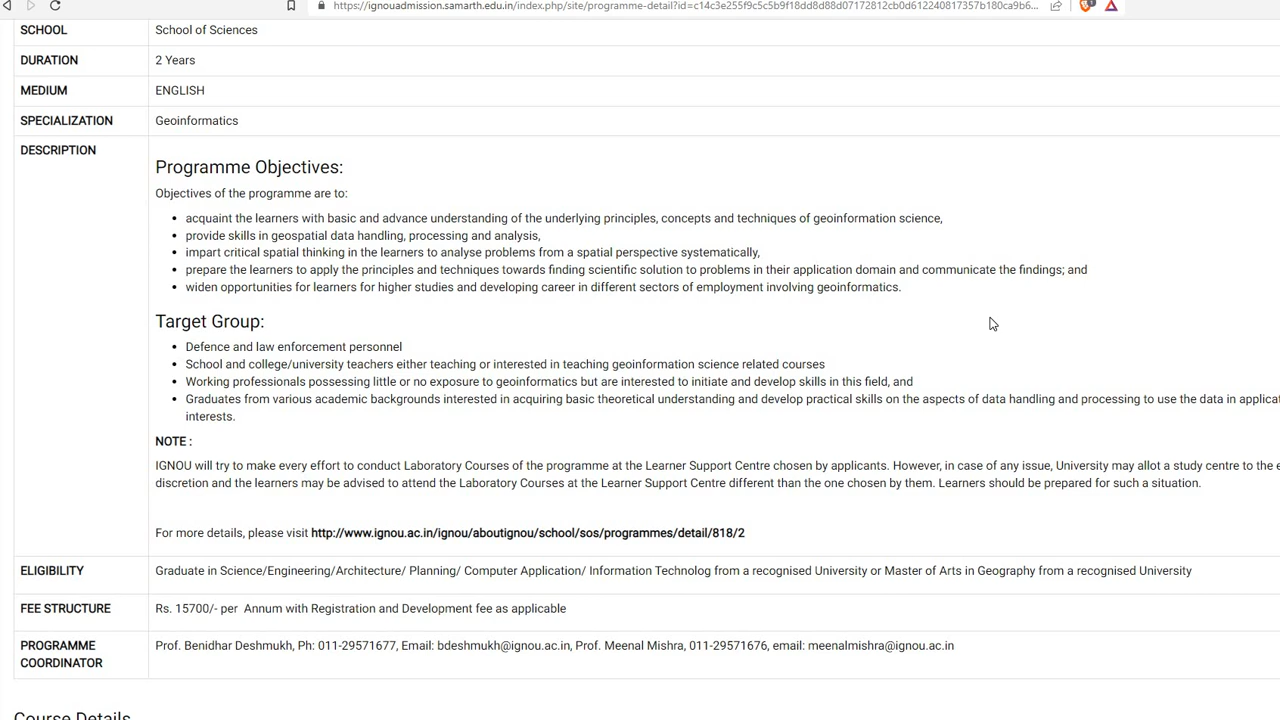 https://ignouadmission.samarth.edu.in/index.php/site/programme-detail?id=c14c3e255f9c5c5b9f18dd8d88d07172812cb0d612240817357b180ca9b6...
SCHOOL School of Sciences
DURATION 2 Years
MEDIUM ENGLISH
SPECIALIZATION Geoinformatics
DESCRIPTION
Programme Objectives:
Objectives of the programme are to:
• acquaint the learners with basic and advance understanding of the underlying principles, concepts and techniques of geoinformation science,
• provide skills in geospatial data handling, processing and analysis,
• impart critical spatial thinking in the learners to analyse problems from a spatial perspective systematically,
• prepare the learners to apply the principles and techniques towards finding scientific solution to problems in their application domain and communicate the findings; and
• widen opportunities for learners for higher studies and developing career in different sectors of employment involving geoinformatics.
Target Group:
• Defence and law enforcement personnel
• School and college/university teachers either teaching or interested in teaching geoinformation science related courses
• Working professionals possessing little or no exposure to geoinformatics but are interested to initiate and develop skills in this field, and
• Graduates from various academic backgrounds interested in acquiring basic theoretical understanding and develop practical skills on the aspects of data handling and processing to use the data in applicat
interests.
NOTE :
IGNOU will try to make every effort to conduct Laboratory Courses of the programme at the Learner Support Centre chosen by applicants. However, in case of any issue, University may allot a study centre to the e
discretion and the learners may be advised to attend the Laboratory Courses at the Learner Support Centre different than the one chosen by them. Learners should be prepared for such a situation.
For more details, please visit http://www.ignou.ac.in/ignou/aboutignou/school/sos/programmes/detail/818/2
ELIGIBILITY Graduate in Science/Engineering/Architecture/ Planning/ Computer Application/ Information Technolog from a recognised University or Master of Arts in Geography from a recognised University
FEE STRUCTURE Rs. 15700/- per Annum with Registration and Development fee as applicable
PROGRAMME COORDINATOR Prof. Benidhar Deshmukh, Ph: 011-29571677, Email: bdeshmukh@ignou.ac.in, Prof. Meenal Mishra, 011-29571676, email: meenalmishra@ignou.ac.in
Course Details